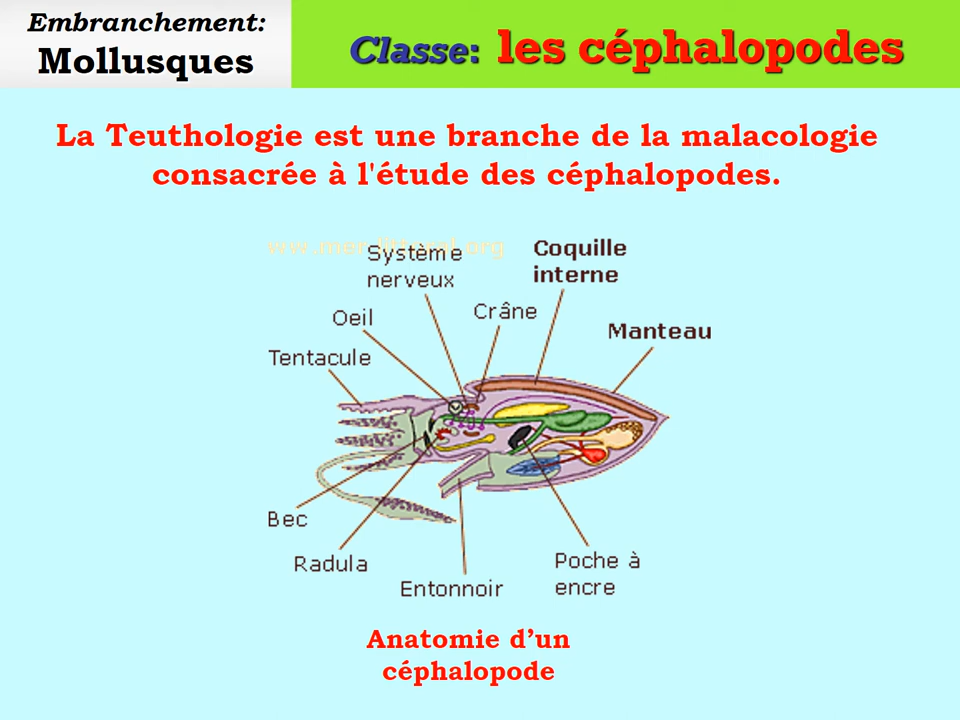 Embranchement:
Mollusques
Classe: les céphalopodes
La Teuthologie est une branche de la malacologie
consacrée à l'étude des céphalopodes.
Système
nerveux
Coquille
interne
Oeil
Crâne
Manteau
Tentacule
Bec
Radula
Entonnoir
Poche à
encre
Anatomie d’un
céphalopode